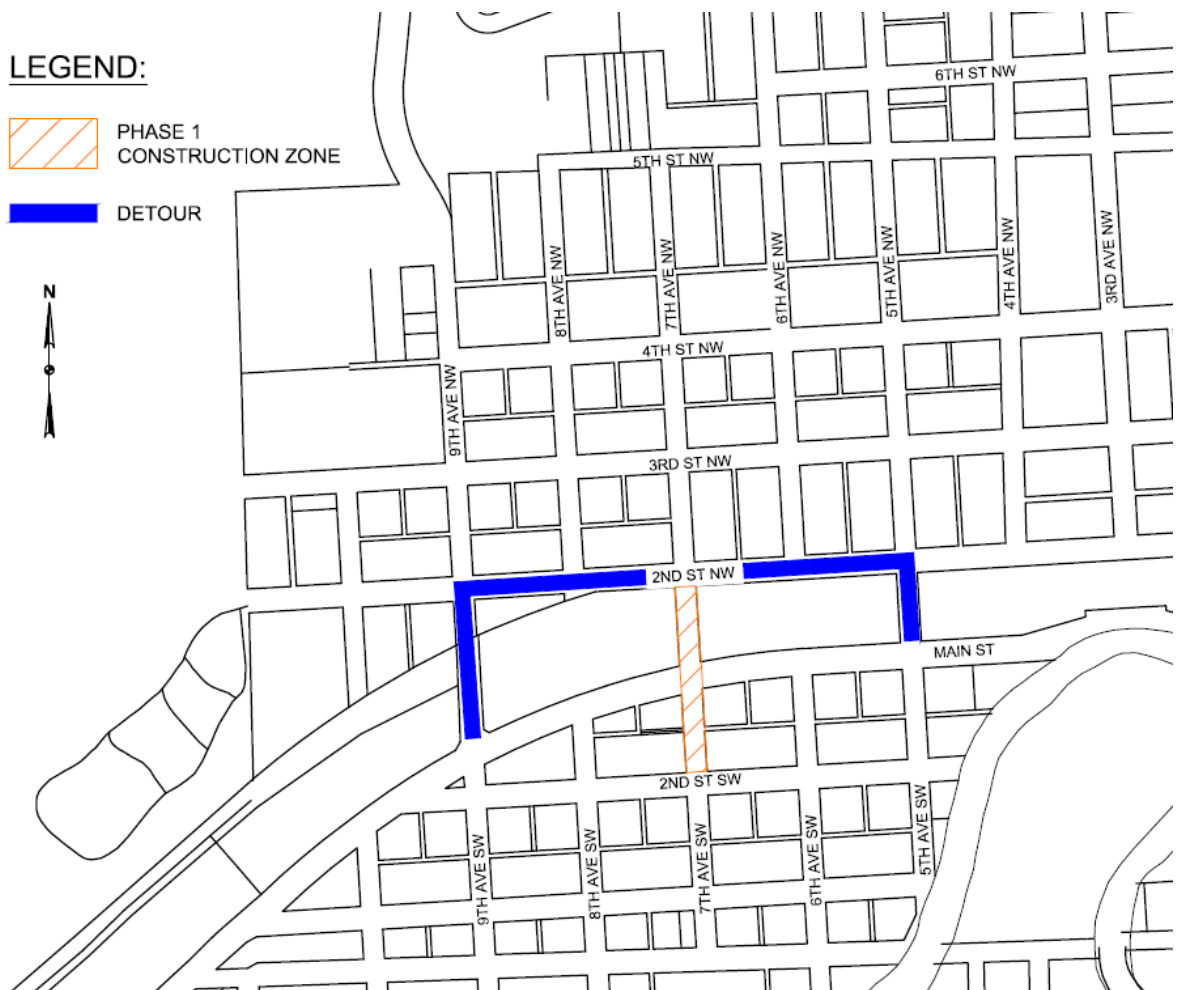 LEGEND:
PHASE 1
CONSTRUCTION ZONE
DETOUR
N
6TH ST NW
5TH ST NW
8TH AVE NW
7TH AVE NW
6TH AVE NW
5TH AVE NW
4TH AVE NW
3RD AVE NW
4TH ST NW
9TH AVE NW
3RD ST NW
2ND ST NW
MAIN ST
2ND ST SW
9TH AVE SW
8TH AVE SW
7TH AVE SW
6TH AVE SW
5TH AVE SW